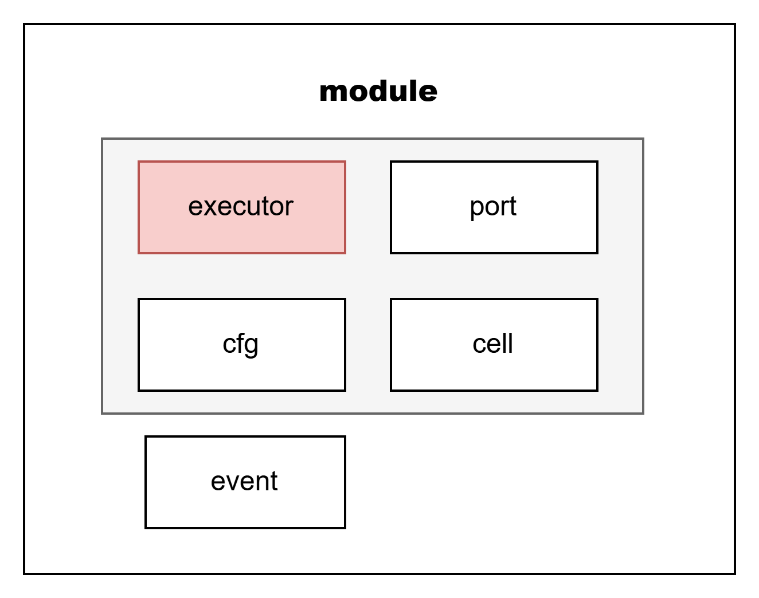 module
executor
port
cfg
cell
event